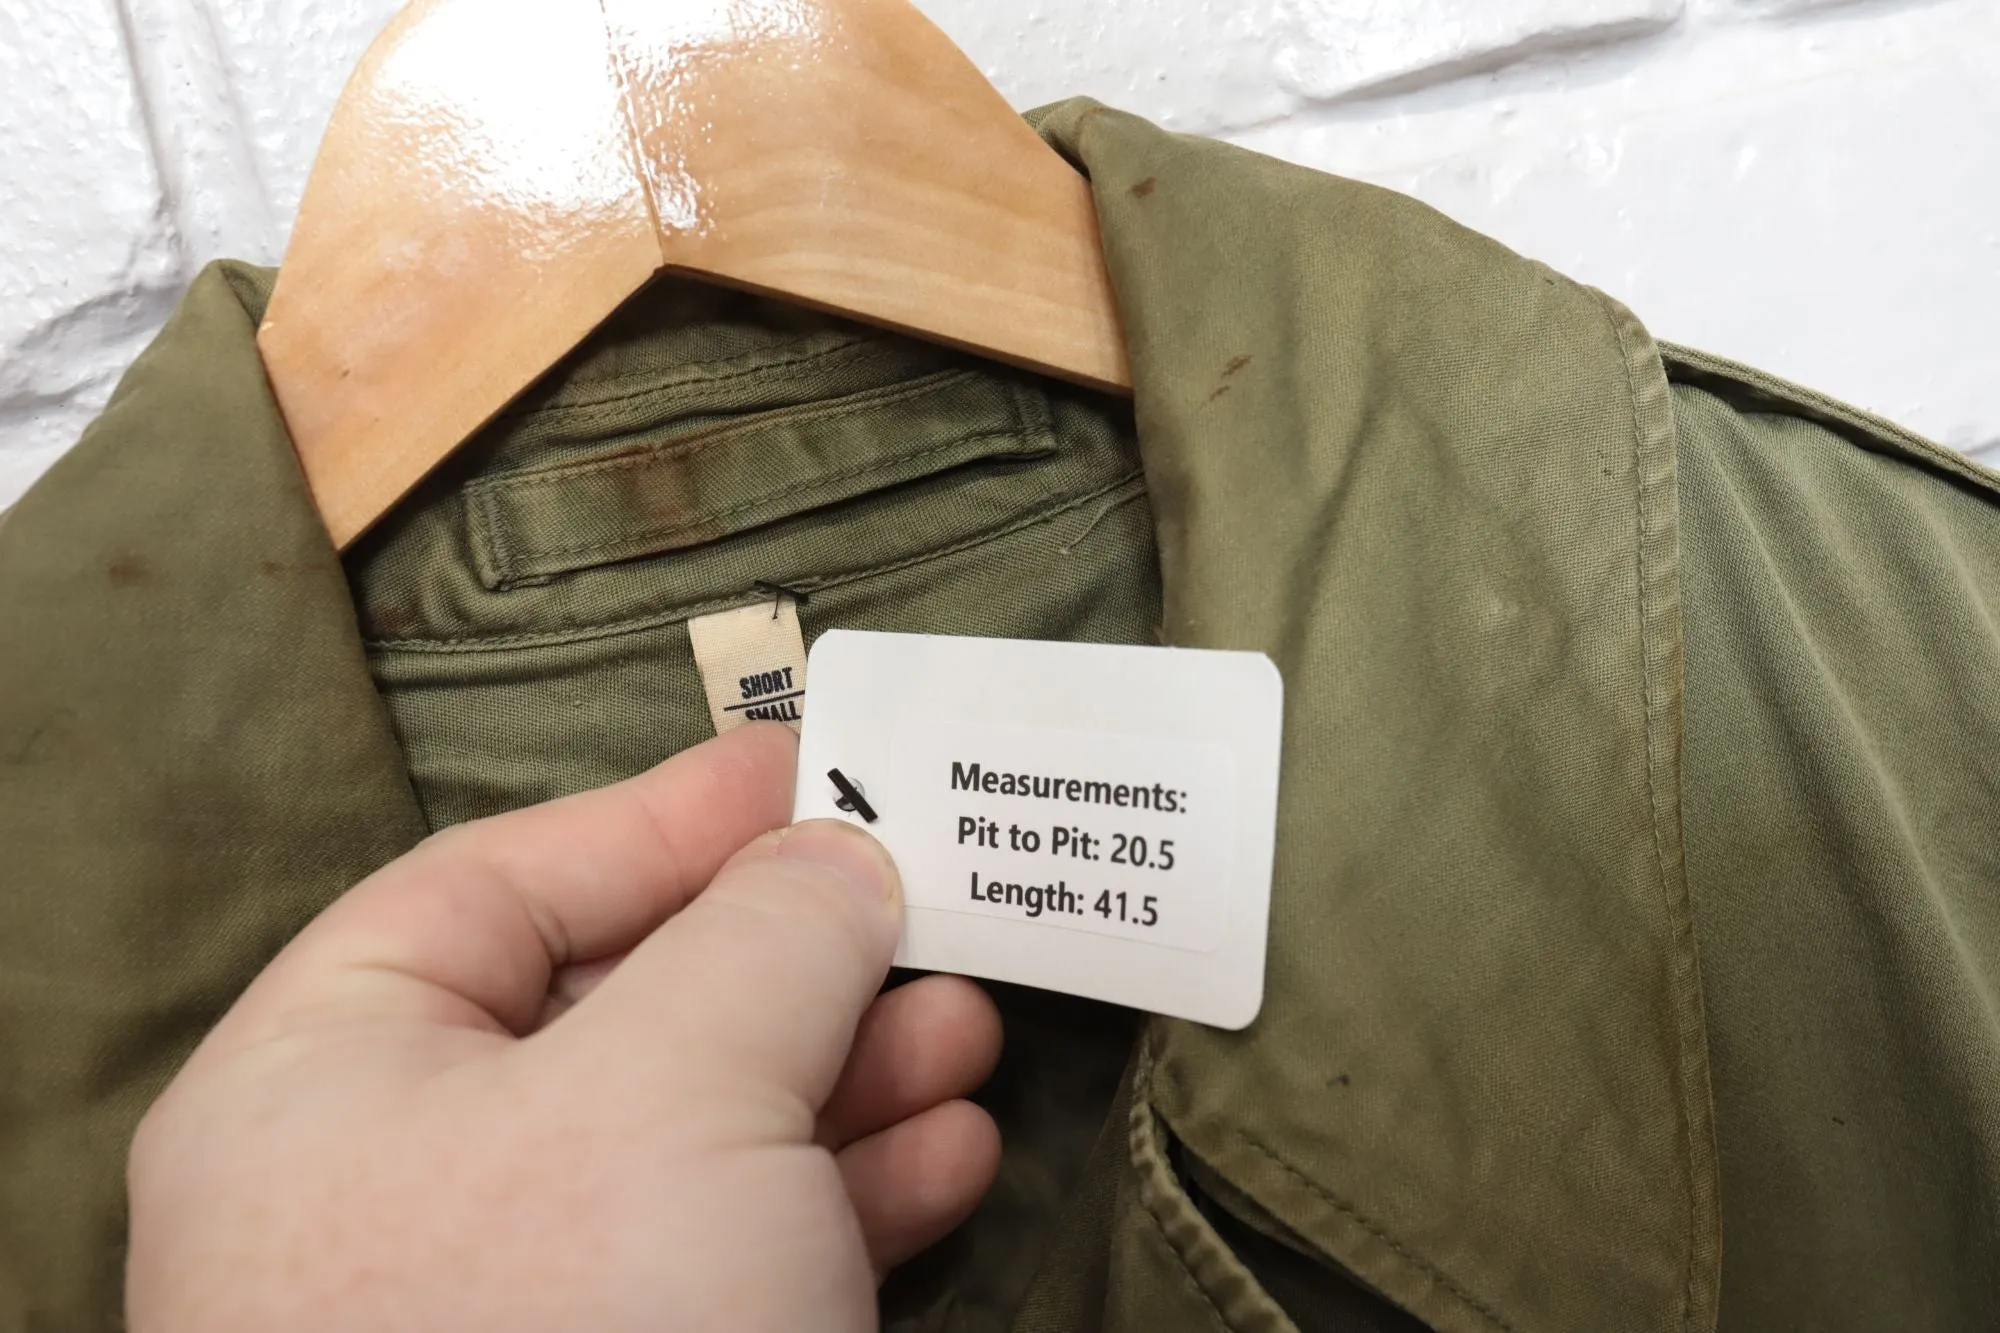 SHORT
SMALL
Measurements:
Pit to Pit: 20.5
Length: 41.5